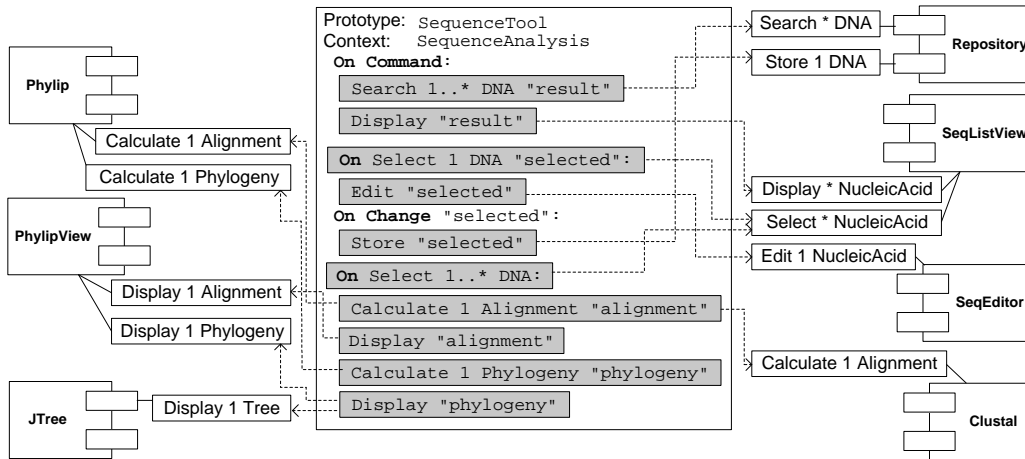 Phylip
Calculate 1 Alignment
Calculate 1 Phylogeny
PhylipView
Display 1 Alignment
Display 1 Phylogeny
JTree
Display 1 Tree
Prototype: SequenceTool
Context: SequenceAnalysis
On Command:
Search 1..* DNA "result"
Display "result"
On Select 1 DNA "selected":
Edit "selected"
On Change "selected":
Store "selected"
On Select 1..* DNA:
Calculate 1 Alignment "alignment"
Display "alignment"
Calculate 1 Phylogeny "phylogeny"
Display "phylogeny"
Search * DNA
Store 1 DNA
Repository
SeqListView
Display * NucleicAcid
Select * NucleicAcid
Edit 1 NucleicAcid
SeqEditor
Calculate 1 Alignment
Clustal